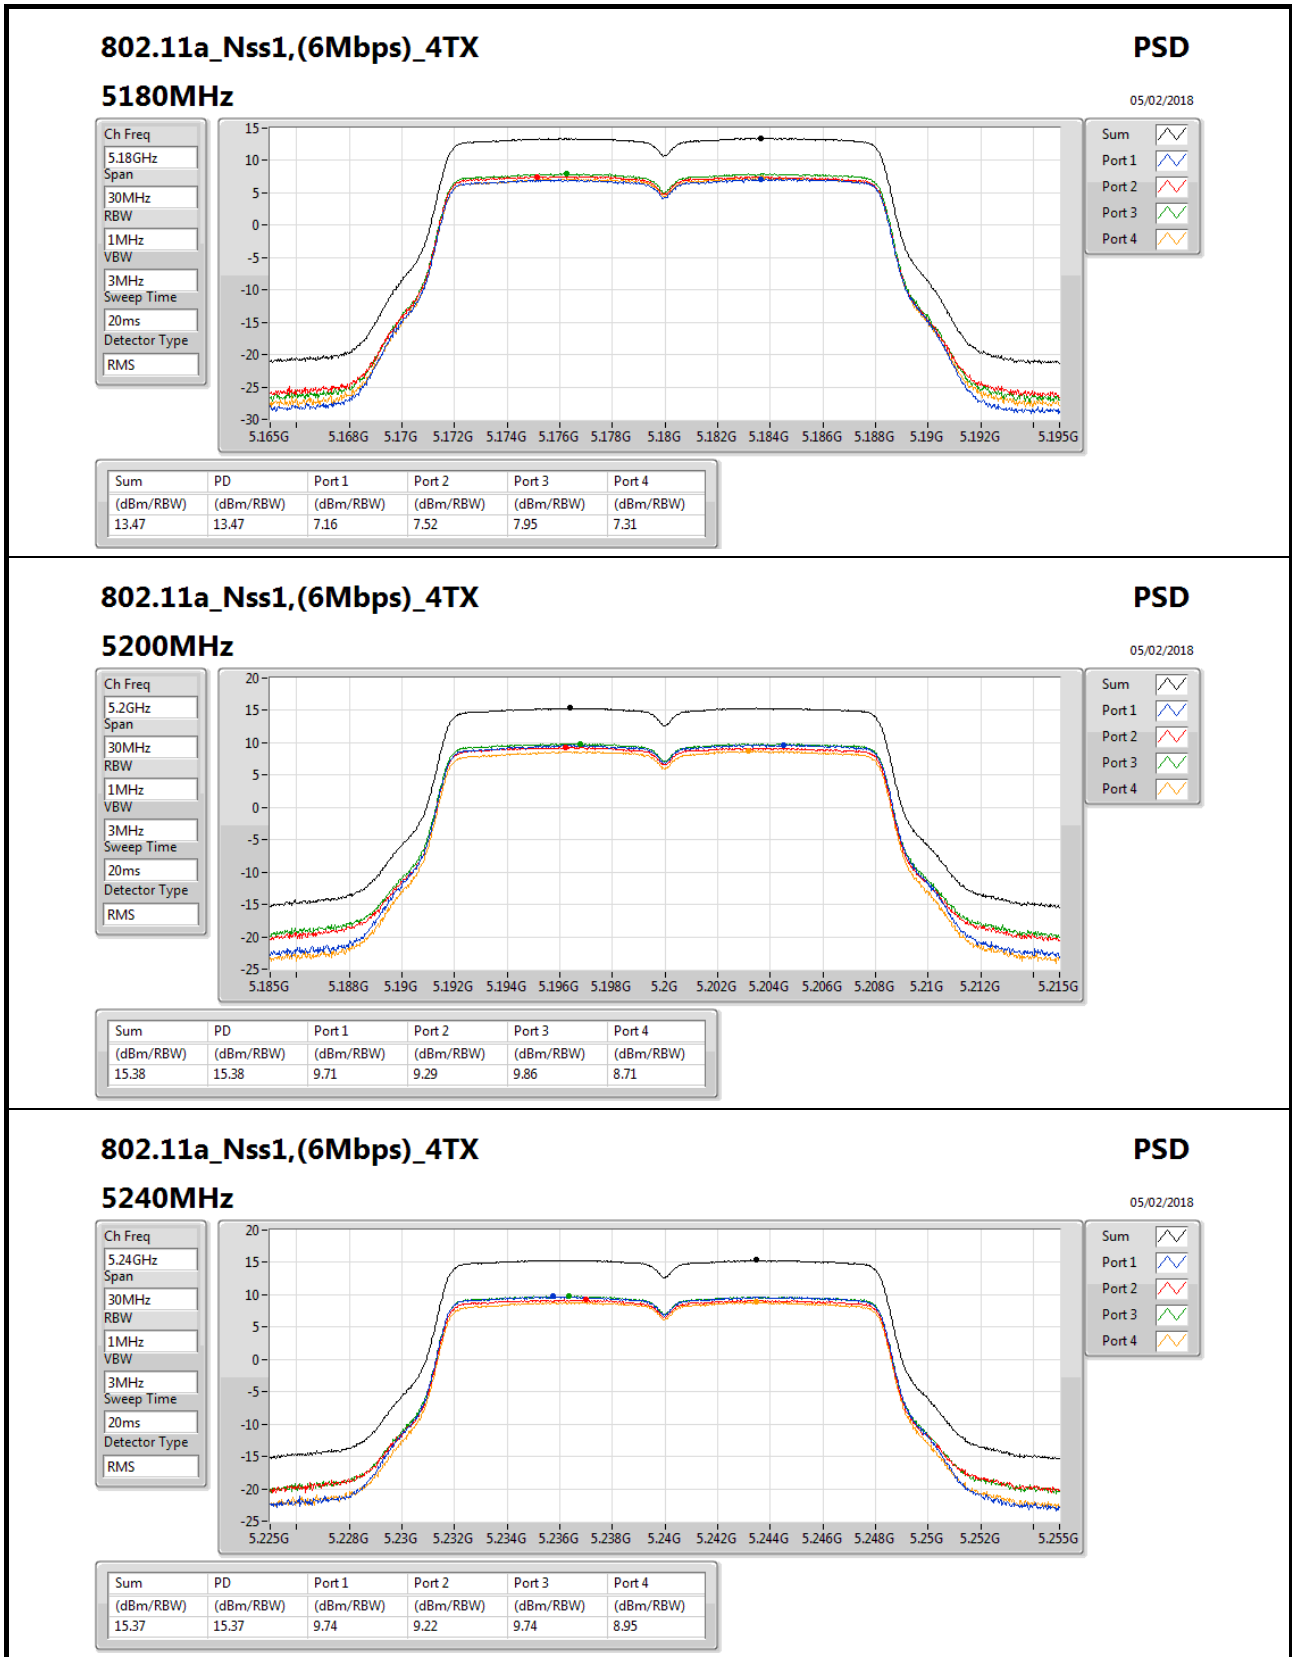 802.11a_Nss1,(6Mbps)_4TX PSD
5180MHz 05/02/2018
Ch Freq
5.18GHz
Span
30MHz
RBW
1MHz
VBW
3MHz
Sweep Time
20ms
Detector Type
RMS
15
10
5
0
-5
-10
-15
-20
-25
-30
5.165G 5.168G 5.17G 5.172G 5.174G 5.176G 5.178G 5.18G 5.182G 5.184G 5.186G 5.188G 5.19G 5.192G 5.195G
Sum
Port 1
Port 2
Port 3
Port 4
Sum PD Port 1 Port 2 Port 3 Port 4
(dBm/RBW) (dBm/RBW) (dBm/RBW) (dBm/RBW) (dBm/RBW) (dBm/RBW)
13.47 13.47 7.16 7.52 7.95 7.31
802.11a_Nss1,(6Mbps)_4TX PSD
5200MHz 05/02/2018
Ch Freq
5.2GHz
Span
30MHz
RBW
1MHz
VBW
3MHz
Sweep Time
20ms
Detector Type
RMS
20
15
10
5
0
-5
-10
-15
-20
-25
5.185G 5.188G 5.19G 5.192G 5.194G 5.196G 5.198G 5.2G 5.202G 5.204G 5.206G 5.208G 5.21G 5.212G 5.215G
Sum
Port 1
Port 2
Port 3
Port 4
Sum PD Port 1 Port 2 Port 3 Port 4
(dBm/RBW) (dBm/RBW) (dBm/RBW) (dBm/RBW) (dBm/RBW) (dBm/RBW)
15.38 15.38 9.71 9.29 9.86 8.71
802.11a_Nss1,(6Mbps)_4TX PSD
5240MHz 05/02/2018
Ch Freq
5.24GHz
Span
30MHz
RBW
1MHz
VBW
3MHz
Sweep Time
20ms
Detector Type
RMS
20
15
10
5
0
-5
-10
-15
-20
-25
5.225G 5.228G 5.23G 5.232G 5.234G 5.236G 5.238G 5.24G 5.242G 5.244G 5.246G 5.248G 5.25G 5.252G 5.255G
Sum
Port 1
Port 2
Port 3
Port 4
Sum PD Port 1 Port 2 Port 3 Port 4
(dBm/RBW) (dBm/RBW) (dBm/RBW) (dBm/RBW) (dBm/RBW) (dBm/RBW)
15.37 15.37 9.74 9.22 9.74 8.95